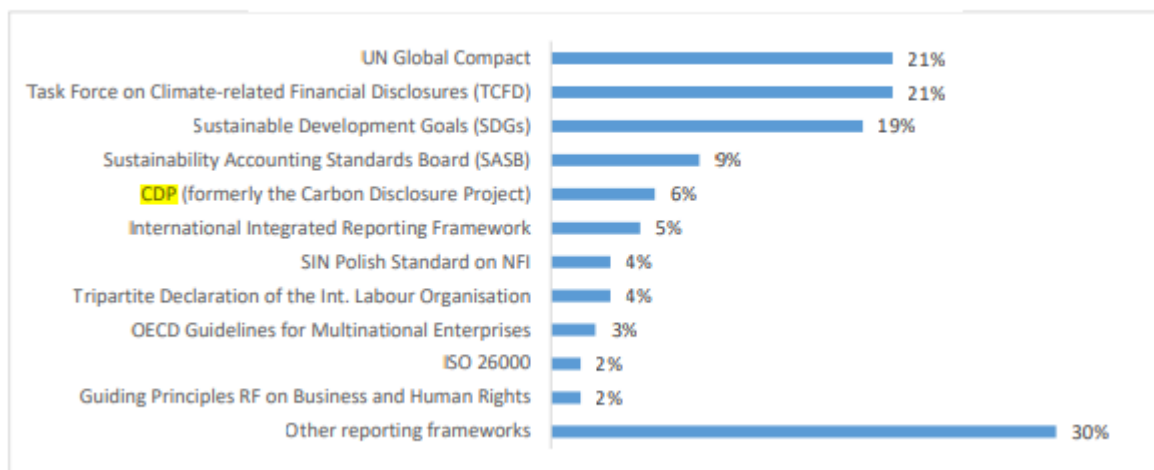 UN Global Compact 21%
Task Force on Climate-related Financial Disclosures (TCFD) 21%
Sustainable Development Goals (SDGs) 19%
Sustainability Accounting Standards Board (SASB) 9%
CDP (formerly the Carbon Disclosure Project) 6%
International Integrated Reporting Framework 5%
SIN Polish Standard on NFI 4%
Tripartite Declaration of the Int. Labour Organisation 4%
OECD Guidelines for Multinational Enterprises 3%
ISO 26000 2%
Guiding Principles RF on Business and Human Rights 2%
Other reporting frameworks 30%